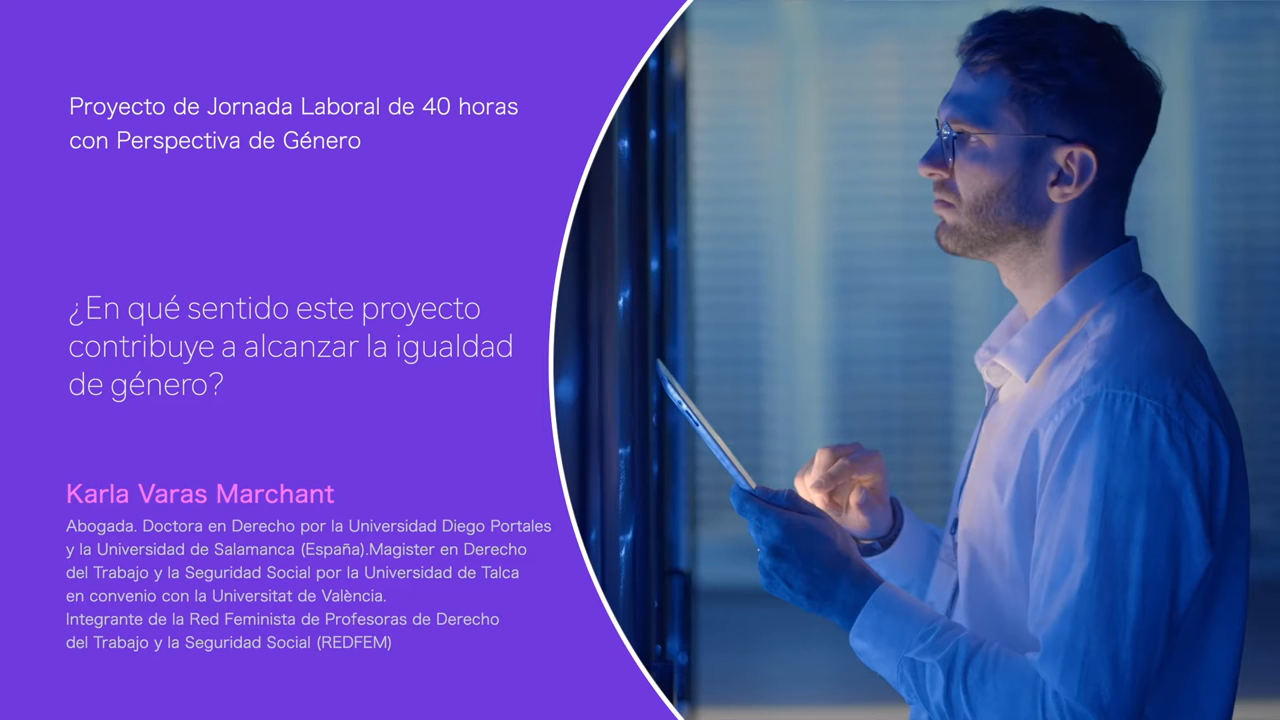 Proyecto de Jornada Laboral de 40 horas
con Perspectiva de Género
¿En qué sentido este proyecto
contribuye a alcanzar la igualdad
de género?
Karla Varas Marchant
Abogada. Doctora en Derecho por la Universidad Diego Portales
y la Universidad de Salamanca (España).Magister en Derecho
del Trabajo y la Seguridad Social por la Universidad de Talca
en convenio con la Universitat de València.
Integrante de la Red Feminista de Profesoras de Derecho
del Trabajo y la Seguridad Social (REDFEM)